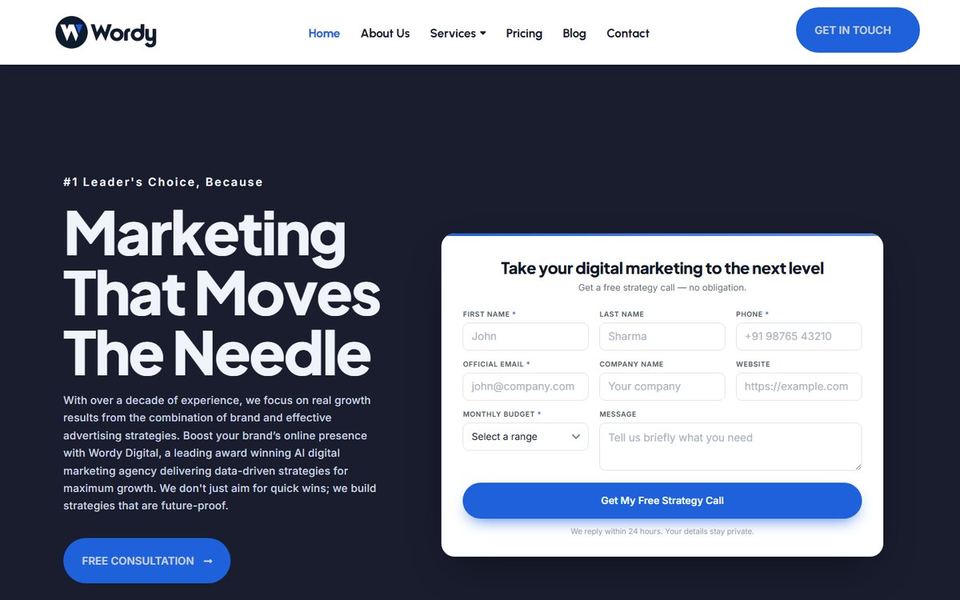 Wordy
Home About Us Services Pricing Blog Contact
GET IN TOUCH
#1 Leader's Choice, Because
Marketing
That Moves
The Needle
With over a decade of experience, we focus on real growth
results from the combination of brand and effective
advertising strategies. Boost your brand’s online presence
with Wordy Digital, a leading award winning AI digital
marketing agency delivering data-driven strategies for
maximum growth. We don't just aim for quick wins; we build
strategies that are future-proof.
FREE CONSULTATION →
Take your digital marketing to the next level
Get a free strategy call — no obligation.
FIRST NAME * LAST NAME PHONE *
John Sharma +91 98765 43210
OFFICIAL EMAIL * COMPANY NAME WEBSITE
john@company.com Your company https://example.com
MONTHLY BUDGET * MESSAGE
Select a range Tell us briefly what you need
Get My Free Strategy Call
We reply within 24 hours. Your details stay private.